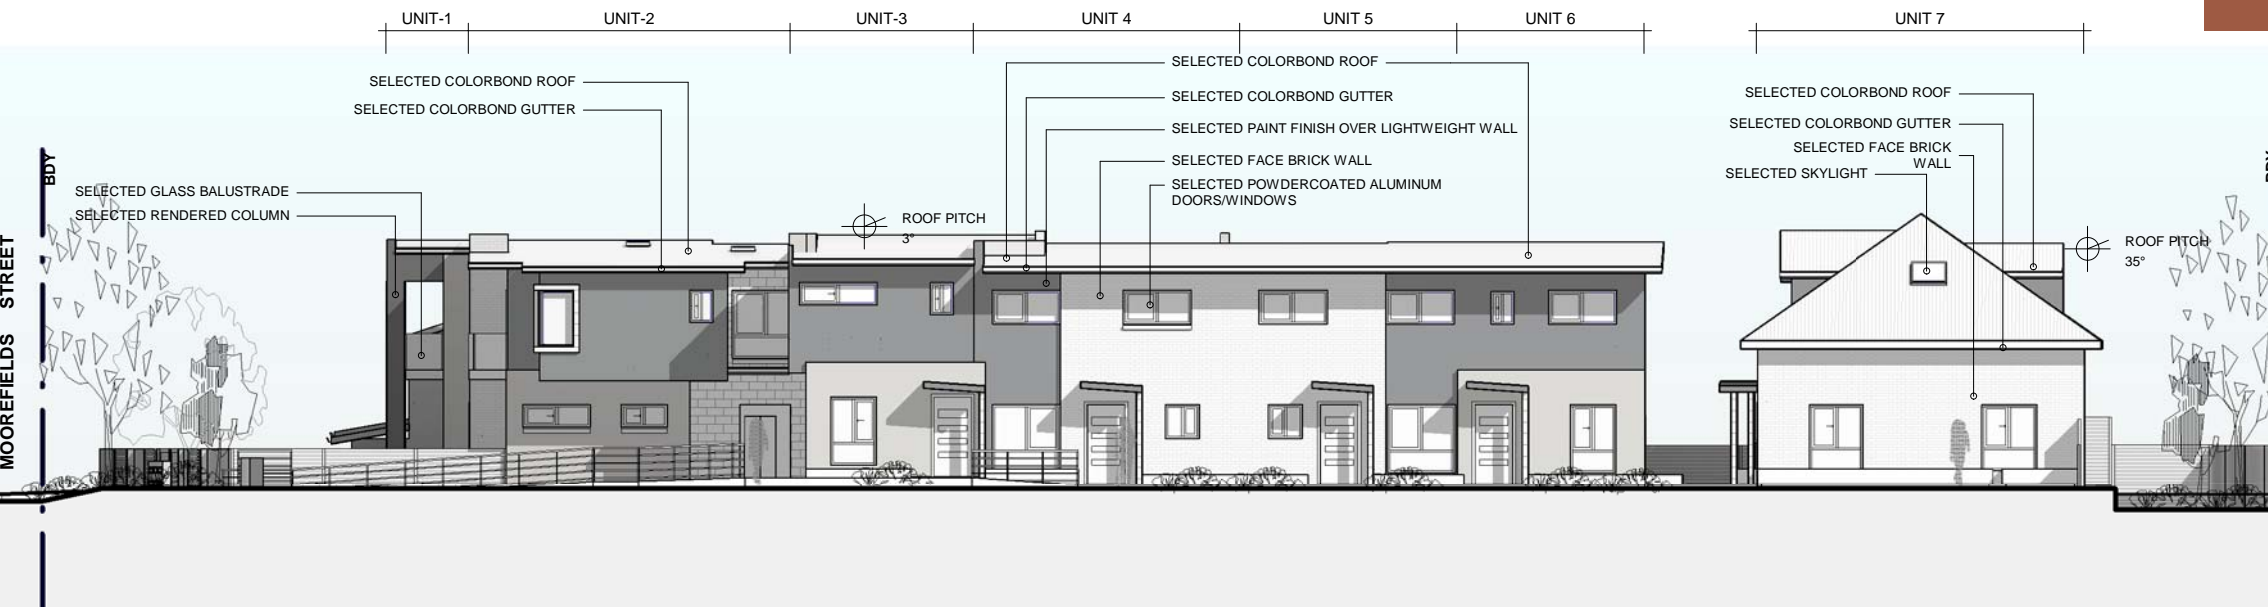 UNIT-1
UNIT-2
UNIT-3
UNIT 4
UNIT 5
UNIT 6
UNIT 7
SELECTED COLORBOND ROOF
SELECTED COLORBOND GUTTER
SELECTED GLASS BALUSTRADE
SELECTED RENDERED COLUMN
BDY
MOOREFIELDS STREET
ROOF PITCH
3°
SELECTED COLORBOND ROOF
SELECTED COLORBOND GUTTER
SELECTED PAINT FINISH OVER LIGHTWEIGHT WALL
SELECTED FACE BRICK WALL
SELECTED POWDERCOATED ALUMINUM
DOORS/WINDOWS
SELECTED COLORBOND ROOF
SELECTED COLORBOND GUTTER
SELECTED FACE BRICK
WALL
SELECTED SKYLIGHT
ROOF PITCH
35°